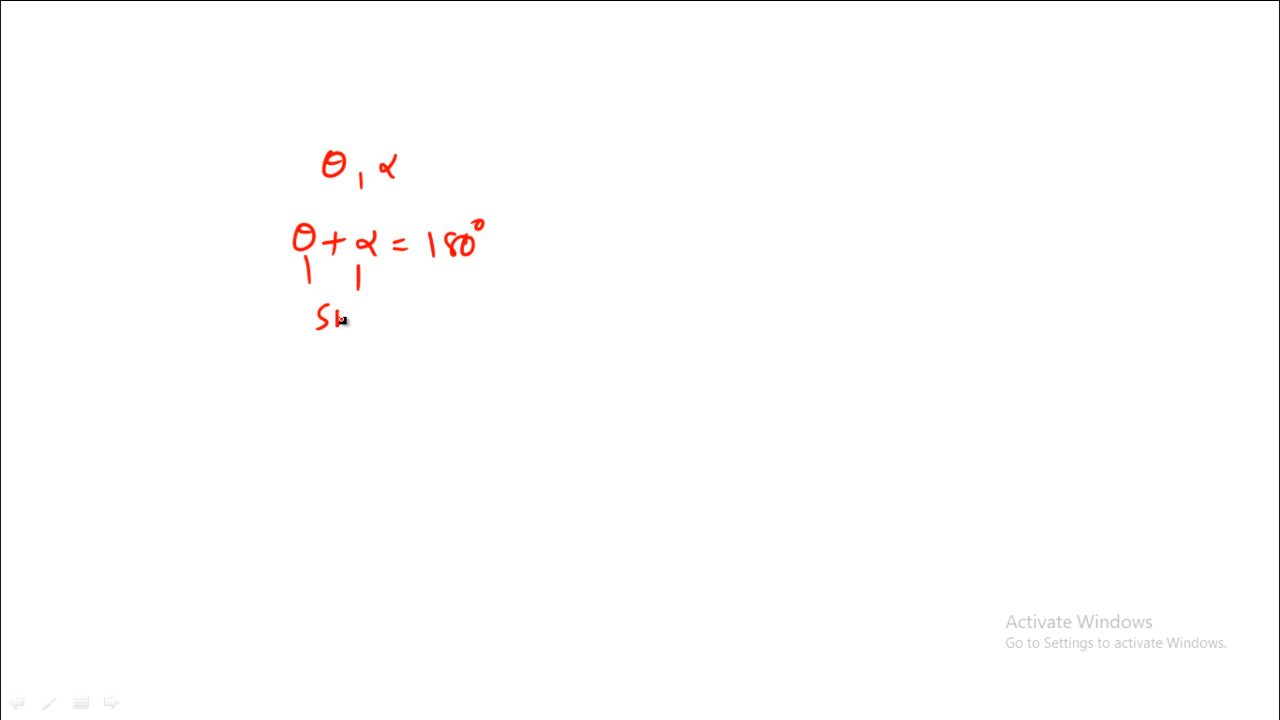 θ, α
θ + α = 180°
Activate Windows
Go to Settings to activate Windows.